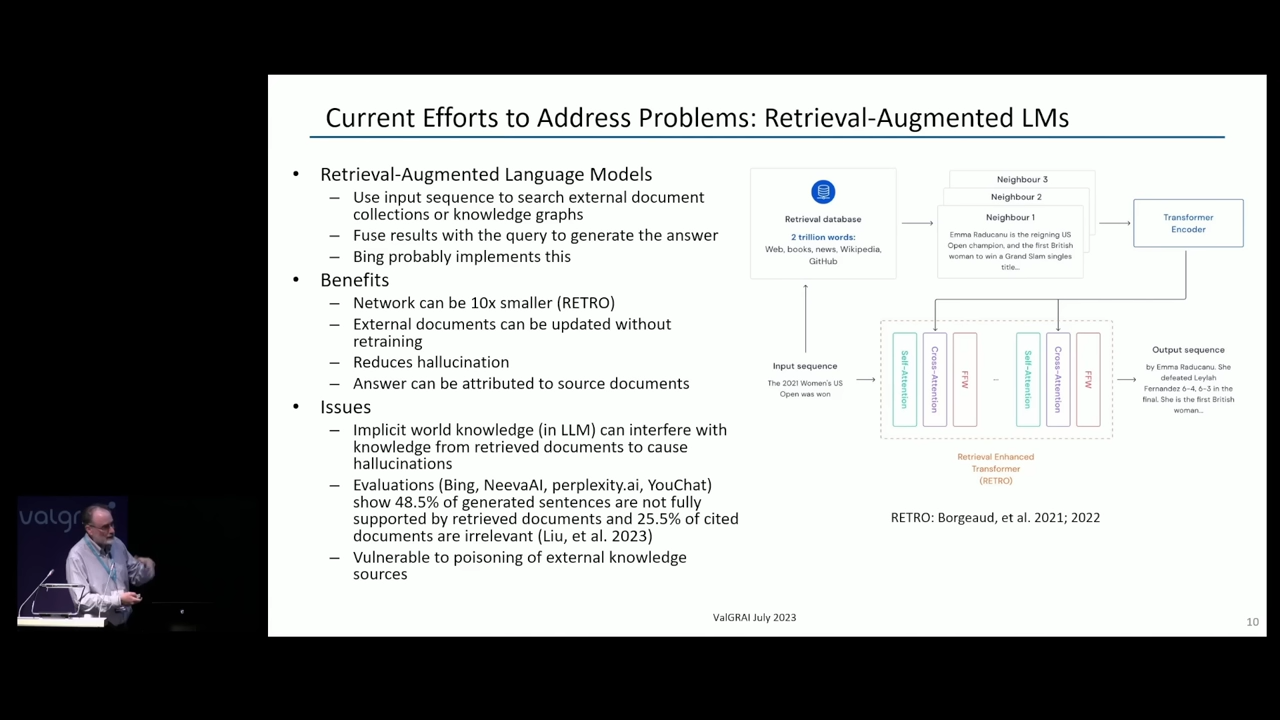 Current Efforts to Address Problems: Retrieval-Augmented LMs
• Retrieval-Augmented Language Models
– Use input sequence to search external document
collections or knowledge graphs
– Fuse results with the query to generate the answer
– Bing probably implements this
• Benefits
– Network can be 10x smaller (RETRO)
– External documents can be updated without
retraining
– Reduces hallucination
– Answer can be attributed to source documents
• Issues
– Implicit world knowledge (in LLM) can interfere with
knowledge from retrieved documents to cause
hallucinations
– Evaluations (Bing, NeevaAI, perplexity.ai, YouChat)
show 48.5% of generated sentences are not fully
supported by retrieved documents and 25.5% of cited
documents are irrelevant (Liu, et al. 2023)
– Vulnerable to poisoning of external knowledge
sources
Retrieval database
2 trillion words:
Web, books, news, Wikipedia,
GitHub
Neighbour 3
Neighbour 2
Neighbour 1
Emma Raducanu is the reigning US
Open champion, and the first British
woman to win a Grand Slam singles
title...
Transformer
Encoder
Input sequence
The 2021 Women's US
Open was won
Self-Attention
Cross-Attention
FFW
...
Self-Attention
Cross-Attention
FFW
Output sequence
by Emma Raducanu. She
defeated Leylah
Fernandez 6-4, 6-3 in the
final. She is the first British
woman...
Retrieval Enhanced
Transformer
(RETRO)
RETRO: Borgeaud, et al. 2021; 2022
valgr
ValGRAI July 2023
10